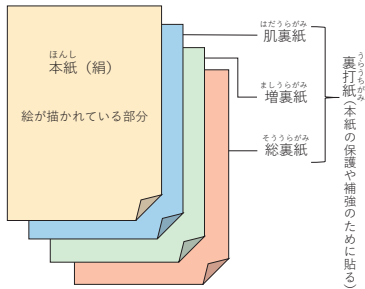 ほんし
本紙（絹）
絵が描かれている部分
はだうらがみ
肌裏紙
ましうらがみ
増裏紙
そううらがみ
総裏紙
うらうちがみ
裏打紙（本紙の保護や補強のために貼る）